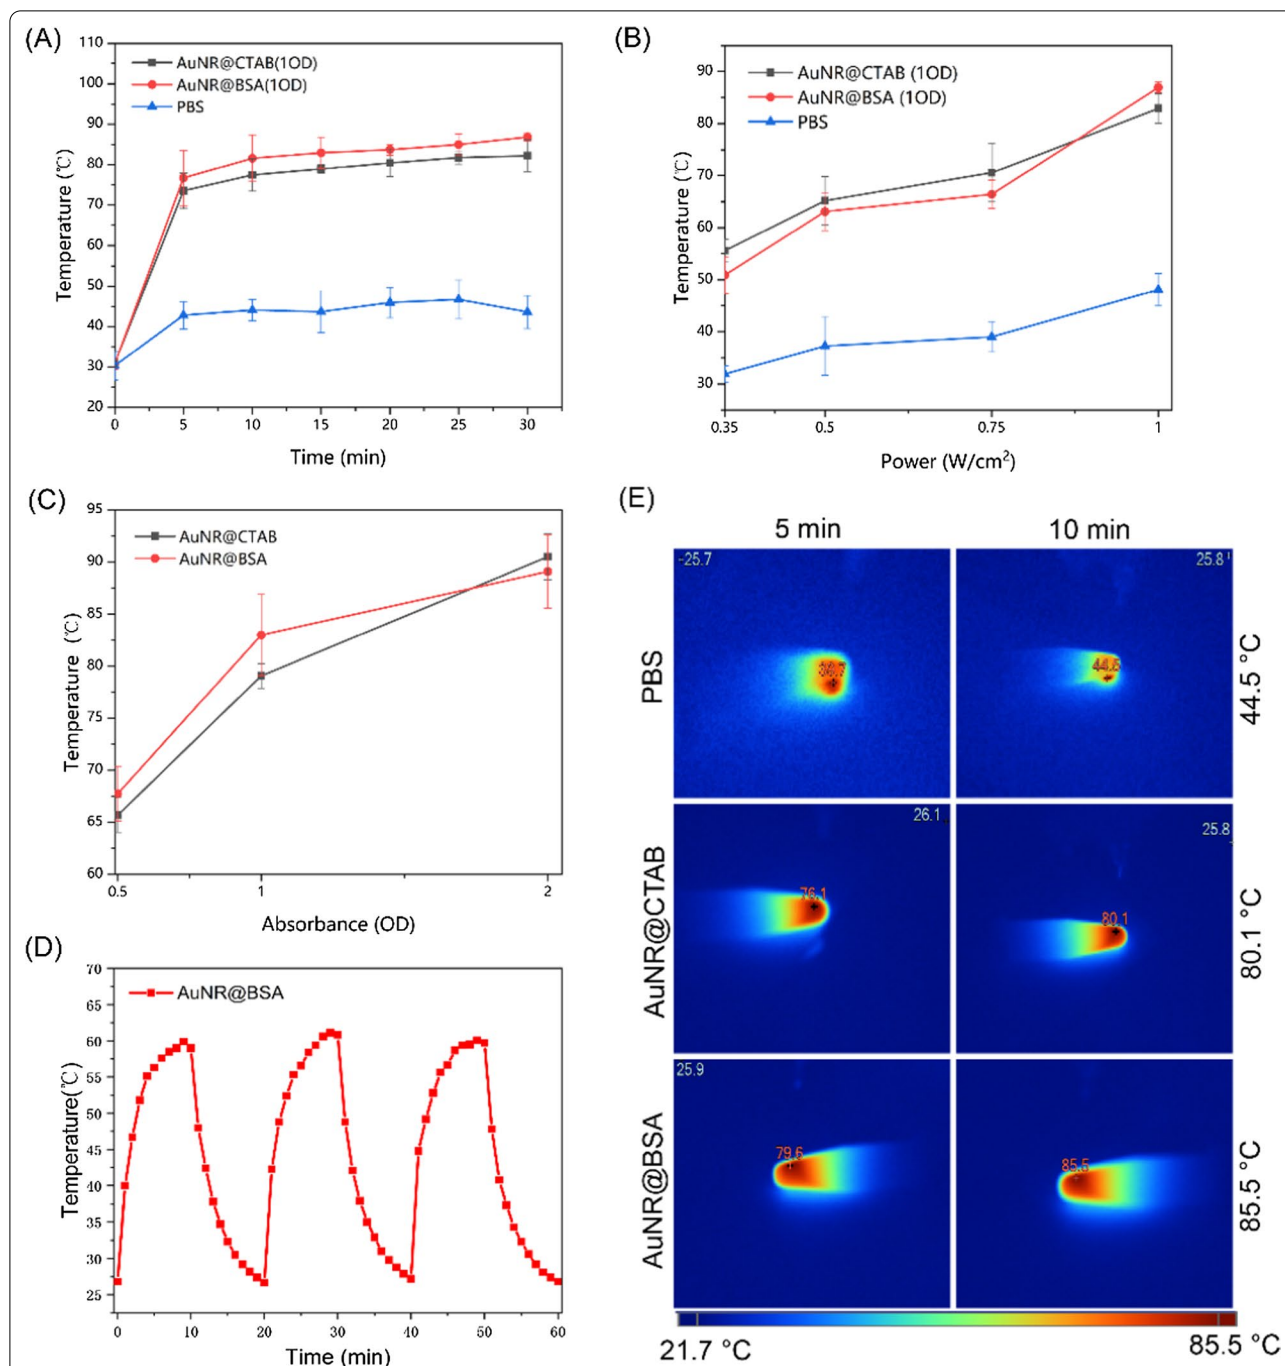 (A)
110
100
90
80
70
60
50
40
30
20
AuNR@CTAB(1OD)
AuNR@BSA(1OD)
PBS
Temperature (℃)
0 5 10 15 20 25 30
Time (min)
(B)
90
80
70
60
50
40
30
AuNR@CTAB (1OD)
AuNR@BSA (1OD)
PBS
Temperature (℃)
0.35 0.5 0.75 1
Power (W/cm²)
(C)
95
90
85
80
75
70
65
60
AuNR@CTAB
AuNR@BSA
Temperature (℃)
0.5 1 2
Absorbance (OD)
(D)
70
65
60
55
50
45
40
35
30
25
AuNR@BSA
Temperature(℃)
0 10 20 30 40 50 60
Time (min)
(E)
5 min 10 min
PBS
25.7
25.8
44.5 °C
AuNR@CTAB
26.1
76.1
25.8
80.1
80.1 °C
AuNR@BSA
25.9
79.6
85.5
85.5 °C
21.7 °C 85.5 °C